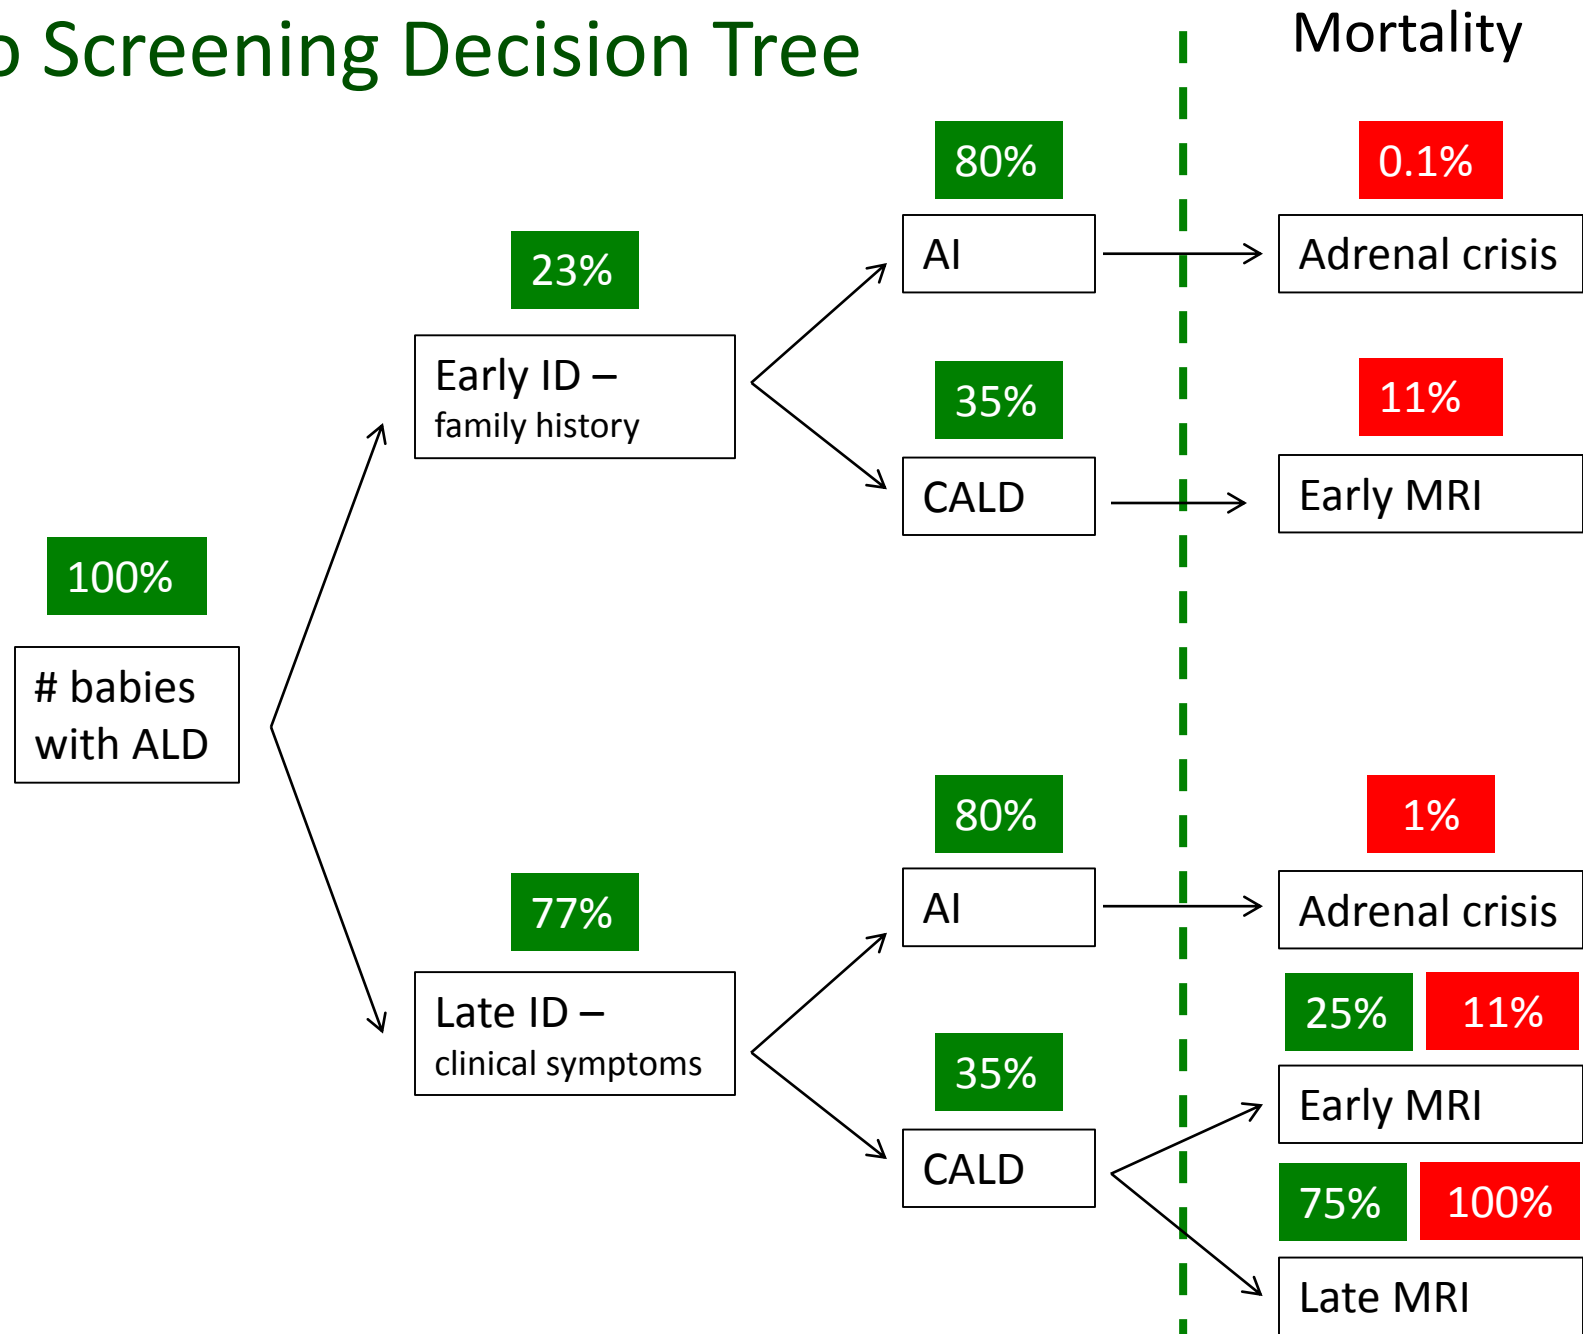 o Screening Decision Tree
Mortality
80%
0.1%
AI
Adrenal crisis
23%
Early ID –
family history
35%
11%
CALD
Early MRI
100%
# babies
with ALD
80%
1%
AI
Adrenal crisis
77%
Late ID –
clinical symptoms
25%
11%
35%
Early MRI
CALD
75%
100%
Late MRI